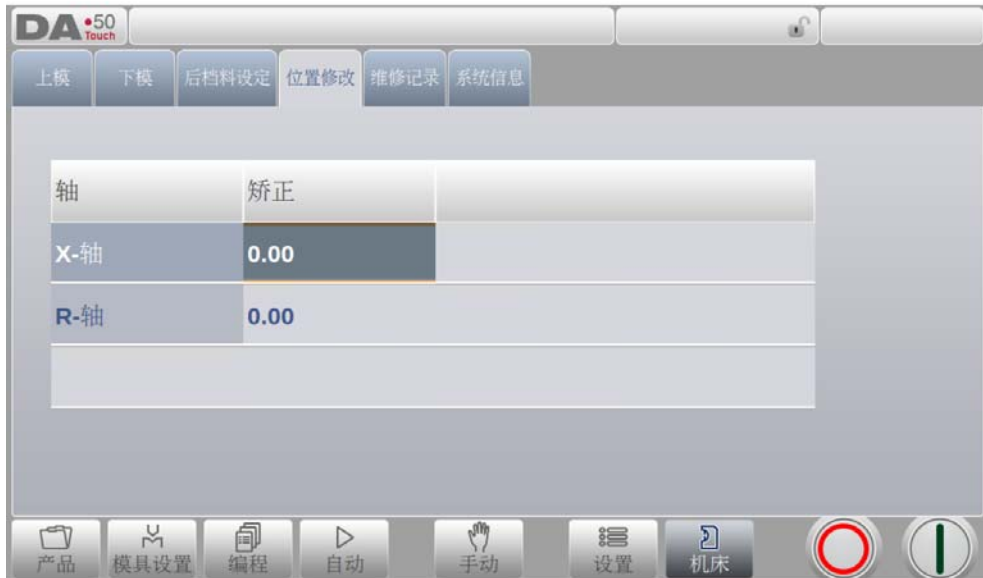 DA•50 Touch
上模 下模 后档料设定 位置修改 维修记录 系统信息
轴 矫正
X-轴 0.00
R-轴 0.00
产品 模具设置 编程 自动 手动 设置 机床